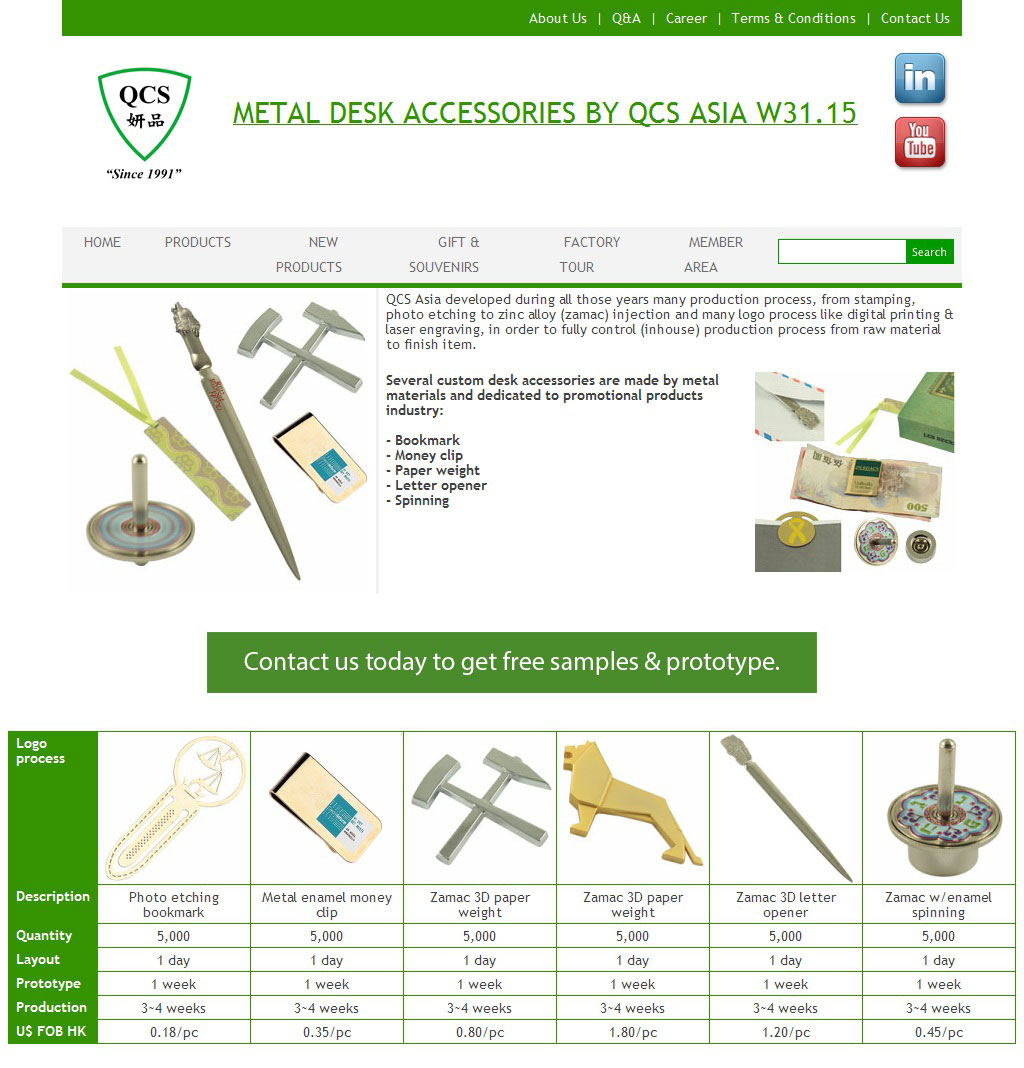 About Us | Q&A | Career | Terms & Conditions | Contact Us
QCS
妍品
“Since 1991”
METAL DESK ACCESSORIES BY QCS ASIA W31.15
in
You
Tube
HOME PRODUCTS NEW PRODUCTS GIFT & SOUVENIRS FACTORY TOUR MEMBER AREA
Search
QCS Asia developed during all those years many production process, from stamping,
photo etching to zinc alloy (zamac) injection and many logo process like digital printing &
laser engraving, in order to fully control (inhouse) production process from raw material
to finish item.
Several custom desk accessories are made by metal
materials and dedicated to promotional products
industry:
- Bookmark
- Money clip
- Paper weight
- Letter opener
- Spinning
500
Contact us today to get free samples & prototype.
Logo
process
Description Photo etching bookmark Metal enamel money clip Zamac 3D paper weight Zamac 3D paper weight Zamac 3D letter opener Zamac w/enamel spinning
Quantity 5,000 5,000 5,000 5,000 5,000 5,000
Layout 1 day 1 day 1 day 1 day 1 day 1 day
Prototype 1 week 1 week 1 week 1 week 1 week 1 week
Production 3~4 weeks 3~4 weeks 3~4 weeks 3~4 weeks 3~4 weeks 3~4 weeks
U$ FOB HK 0.18/pc 0.35/pc 0.80/pc 1.80/pc 1.20/pc 0.45/pc